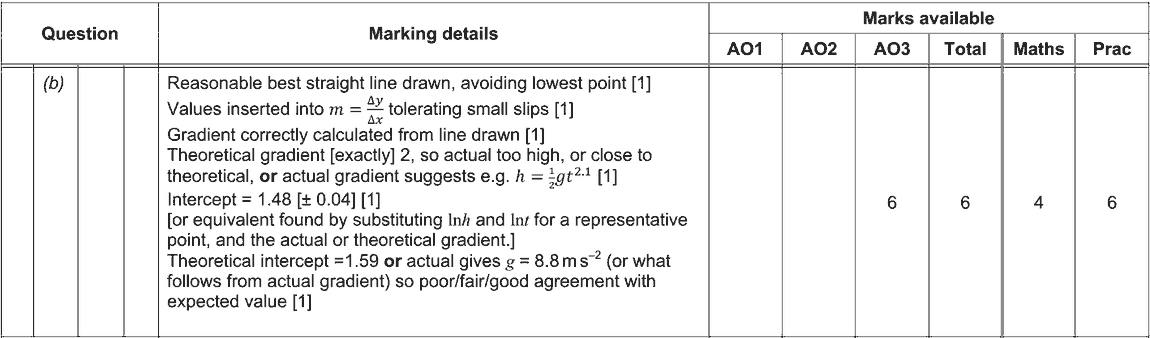 Question
Marking details
Marks available
AO1 AO2 AO3 Total Maths Prac
(b)
Reasonable best straight line drawn, avoiding lowest point [1]
Values inserted into m = Δy/Δx tolerating small slips [1]
Gradient correctly calculated from line drawn [1]
Theoretical gradient [exactly] 2, so actual too high, or close to
theoretical, or actual gradient suggests e.g. h = ½gt^2.1 [1]
Intercept = 1.48 [± 0.04] [1]
[or equivalent found by substituting lnh and lnt for a representative
point, and the actual or theoretical gradient.]
Theoretical intercept =1.59 or actual gives g = 8.8 m s⁻² (or what
follows from actual gradient) so poor/fair/good agreement with
expected value [1]
6 6 4 6